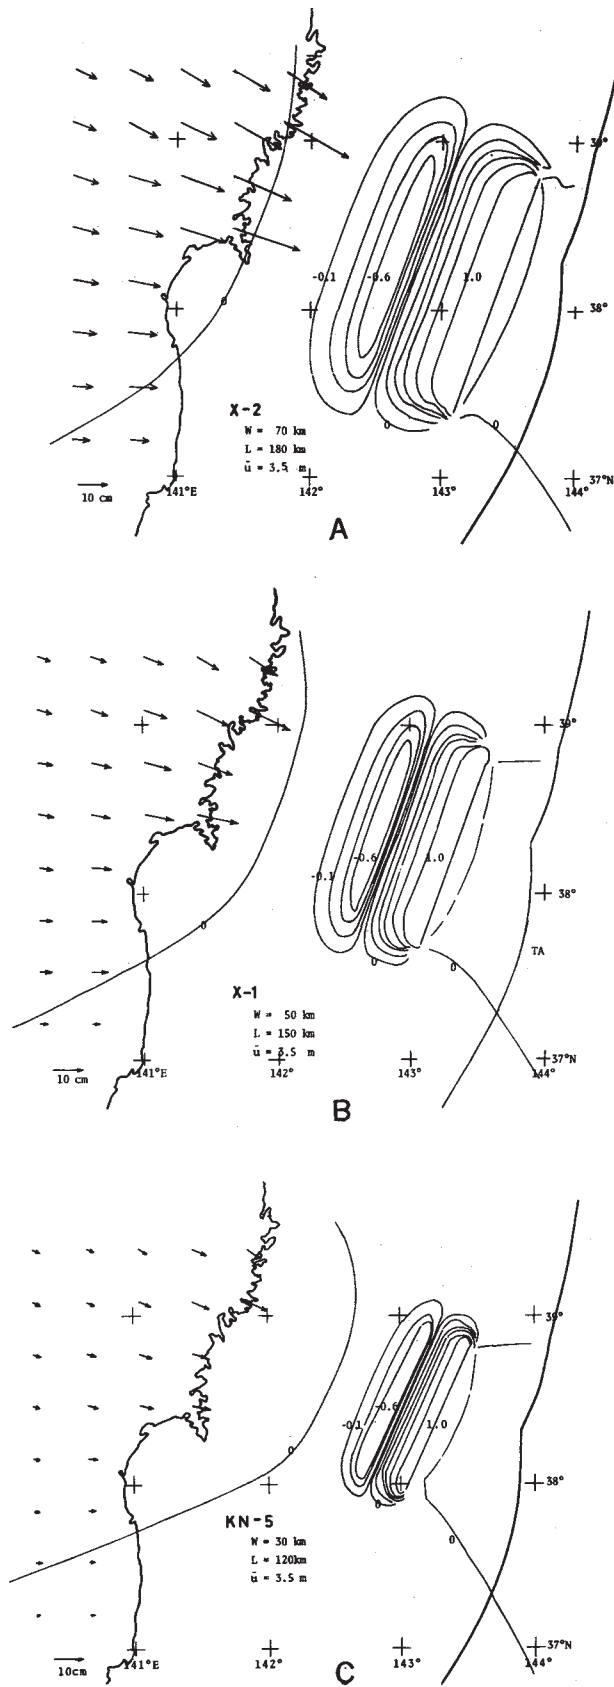 39°
-0.1 -0.6 1.0
38°
0
X-2
W = 70 km
L = 180 km
ū = 3.5 m
0 0
10 cm
141°E 142° 143° 144° 37°N
A
39°
-0.6 1.0
-0.1
38°
0
TA
0 0
X-1
W = 50 km
L = 150 km
ū = 3.5 m
10 cm
141°E 142° 143° 144° 37°N
B
39°
-0.6
-0.1 1.0
0
38°
0
KN-5
W = 30 km
L = 120km
ū = 3.5 m
0
10cm
141°E 142° 143° 144° 37°N
C